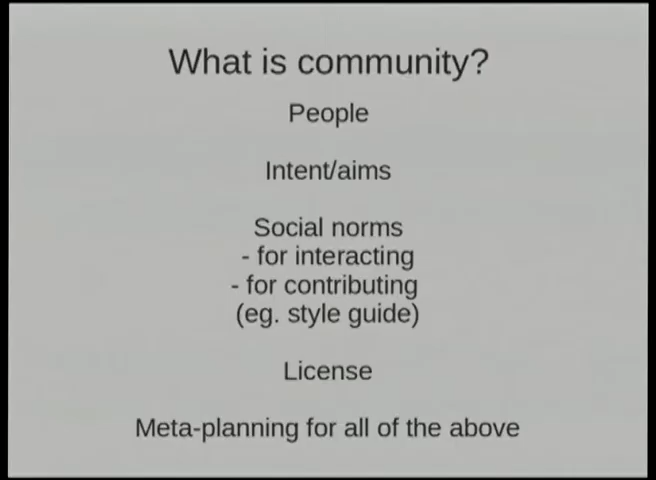 What is community?
People
Intent/aims
Social norms
- for interacting
- for contributing
(eg. style guide)
License
Meta-planning for all of the above